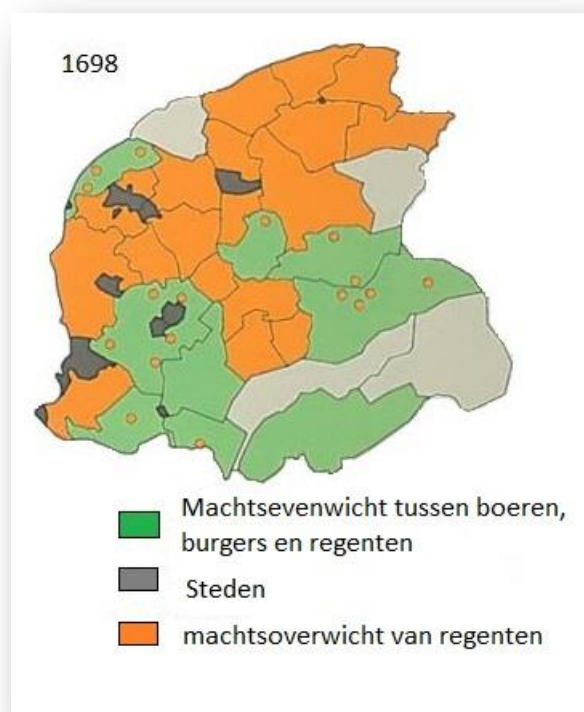 1698
Machtsevenwicht tussen boeren,
burgers en regenten
Steden
machtsoverwicht van regenten